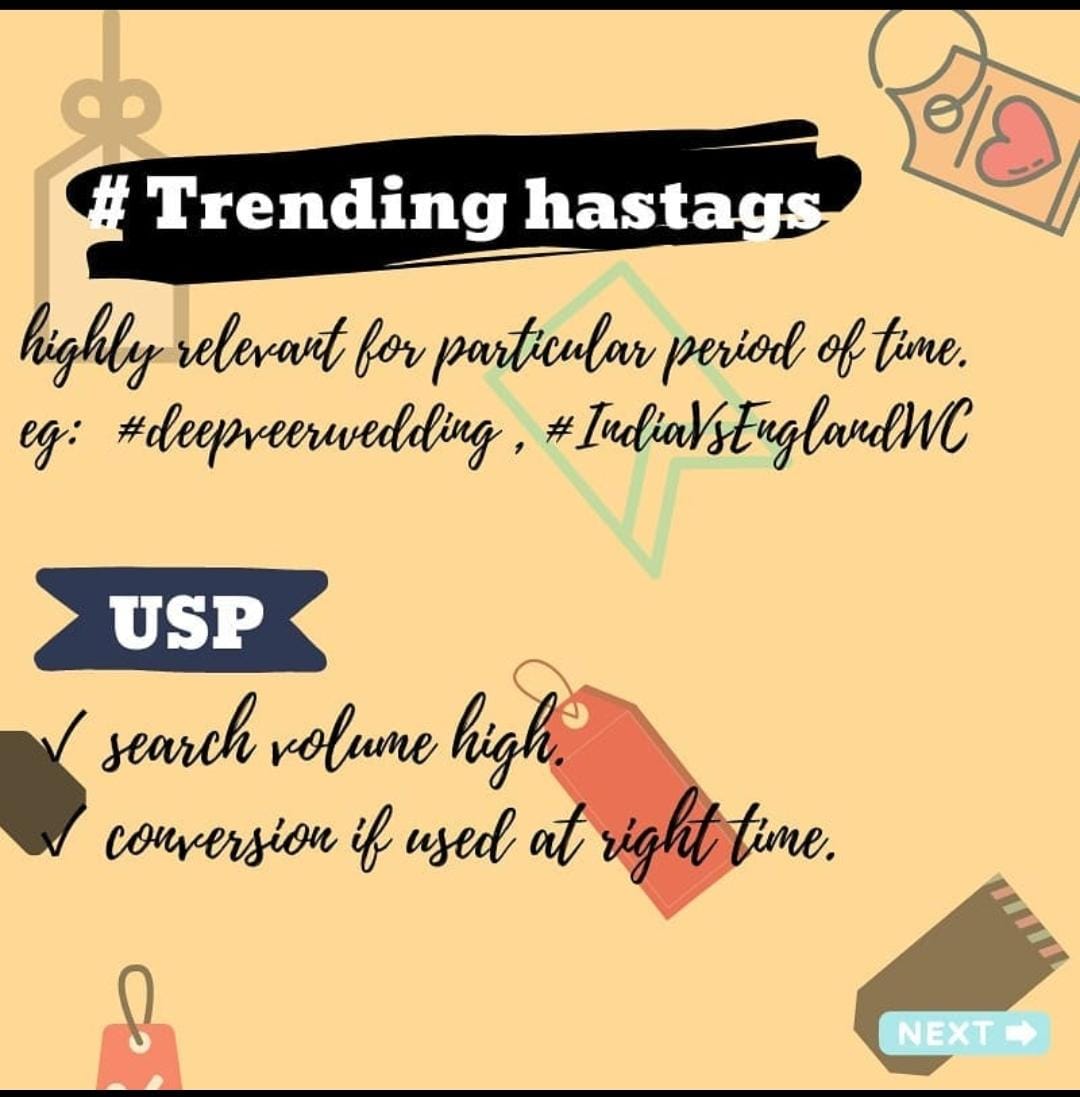 # Trending hastags
highly relevant for particular period of time.
eg: #deepveerwedding , #IndiaVsEnglandWC
USP
✓ search volume high.
✓ conversion if used at right time.
NEXT